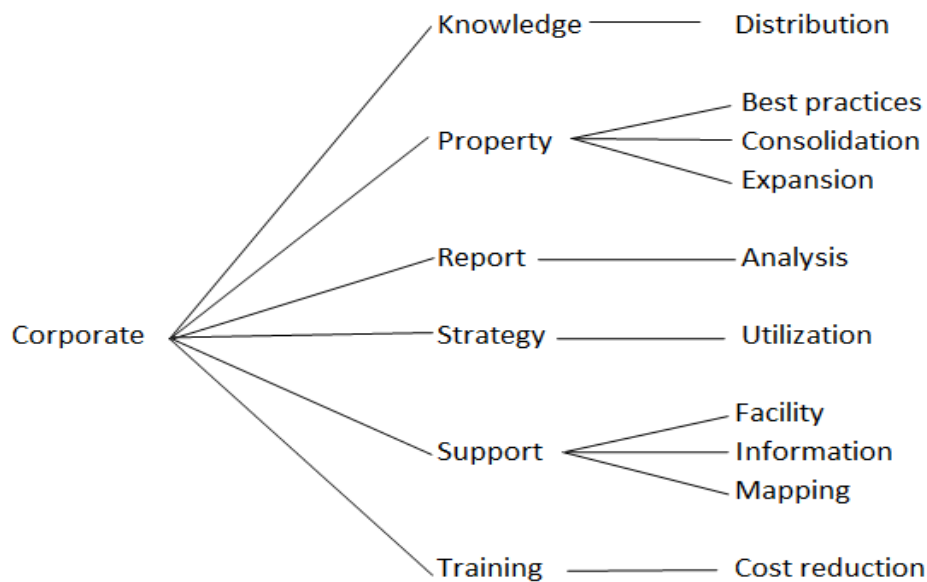 Knowledge Distribution
Best practices
Property Consolidation
Expansion
Report Analysis
Corporate Strategy Utilization
Facility
Support Information
Mapping
Training Cost reduction